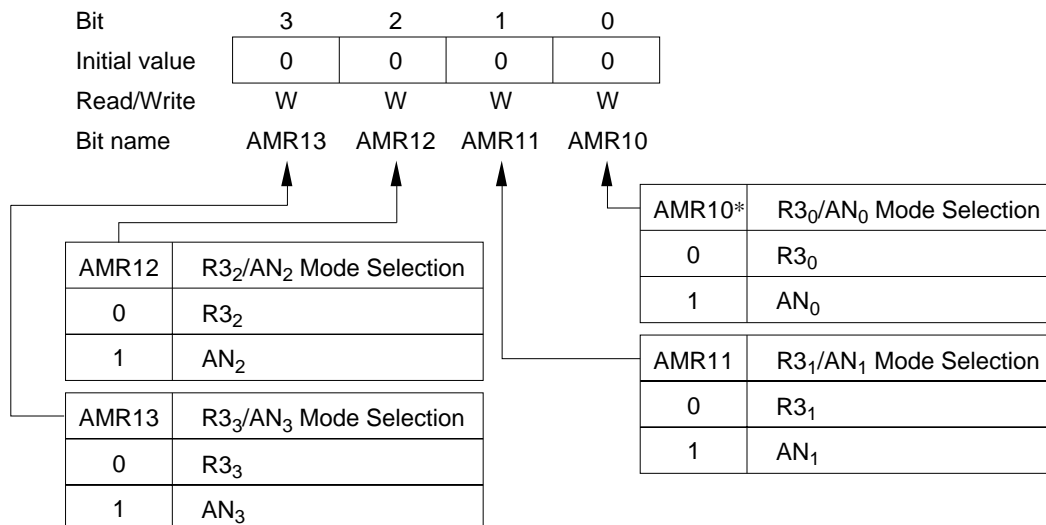 Bit 3 2 1 0
Initial value 0 0 0 0
Read/Write W W W W
Bit name AMR13 AMR12 AMR11 AMR10
AMR12 R3₂/AN₂ Mode Selection
0 R3₂
1 AN₂
AMR13 R3₃/AN₃ Mode Selection
0 R3₃
1 AN₃
AMR10* R3₀/AN₀ Mode Selection
0 R3₀
1 AN₀
AMR11 R3₁/AN₁ Mode Selection
0 R3₁
1 AN₁